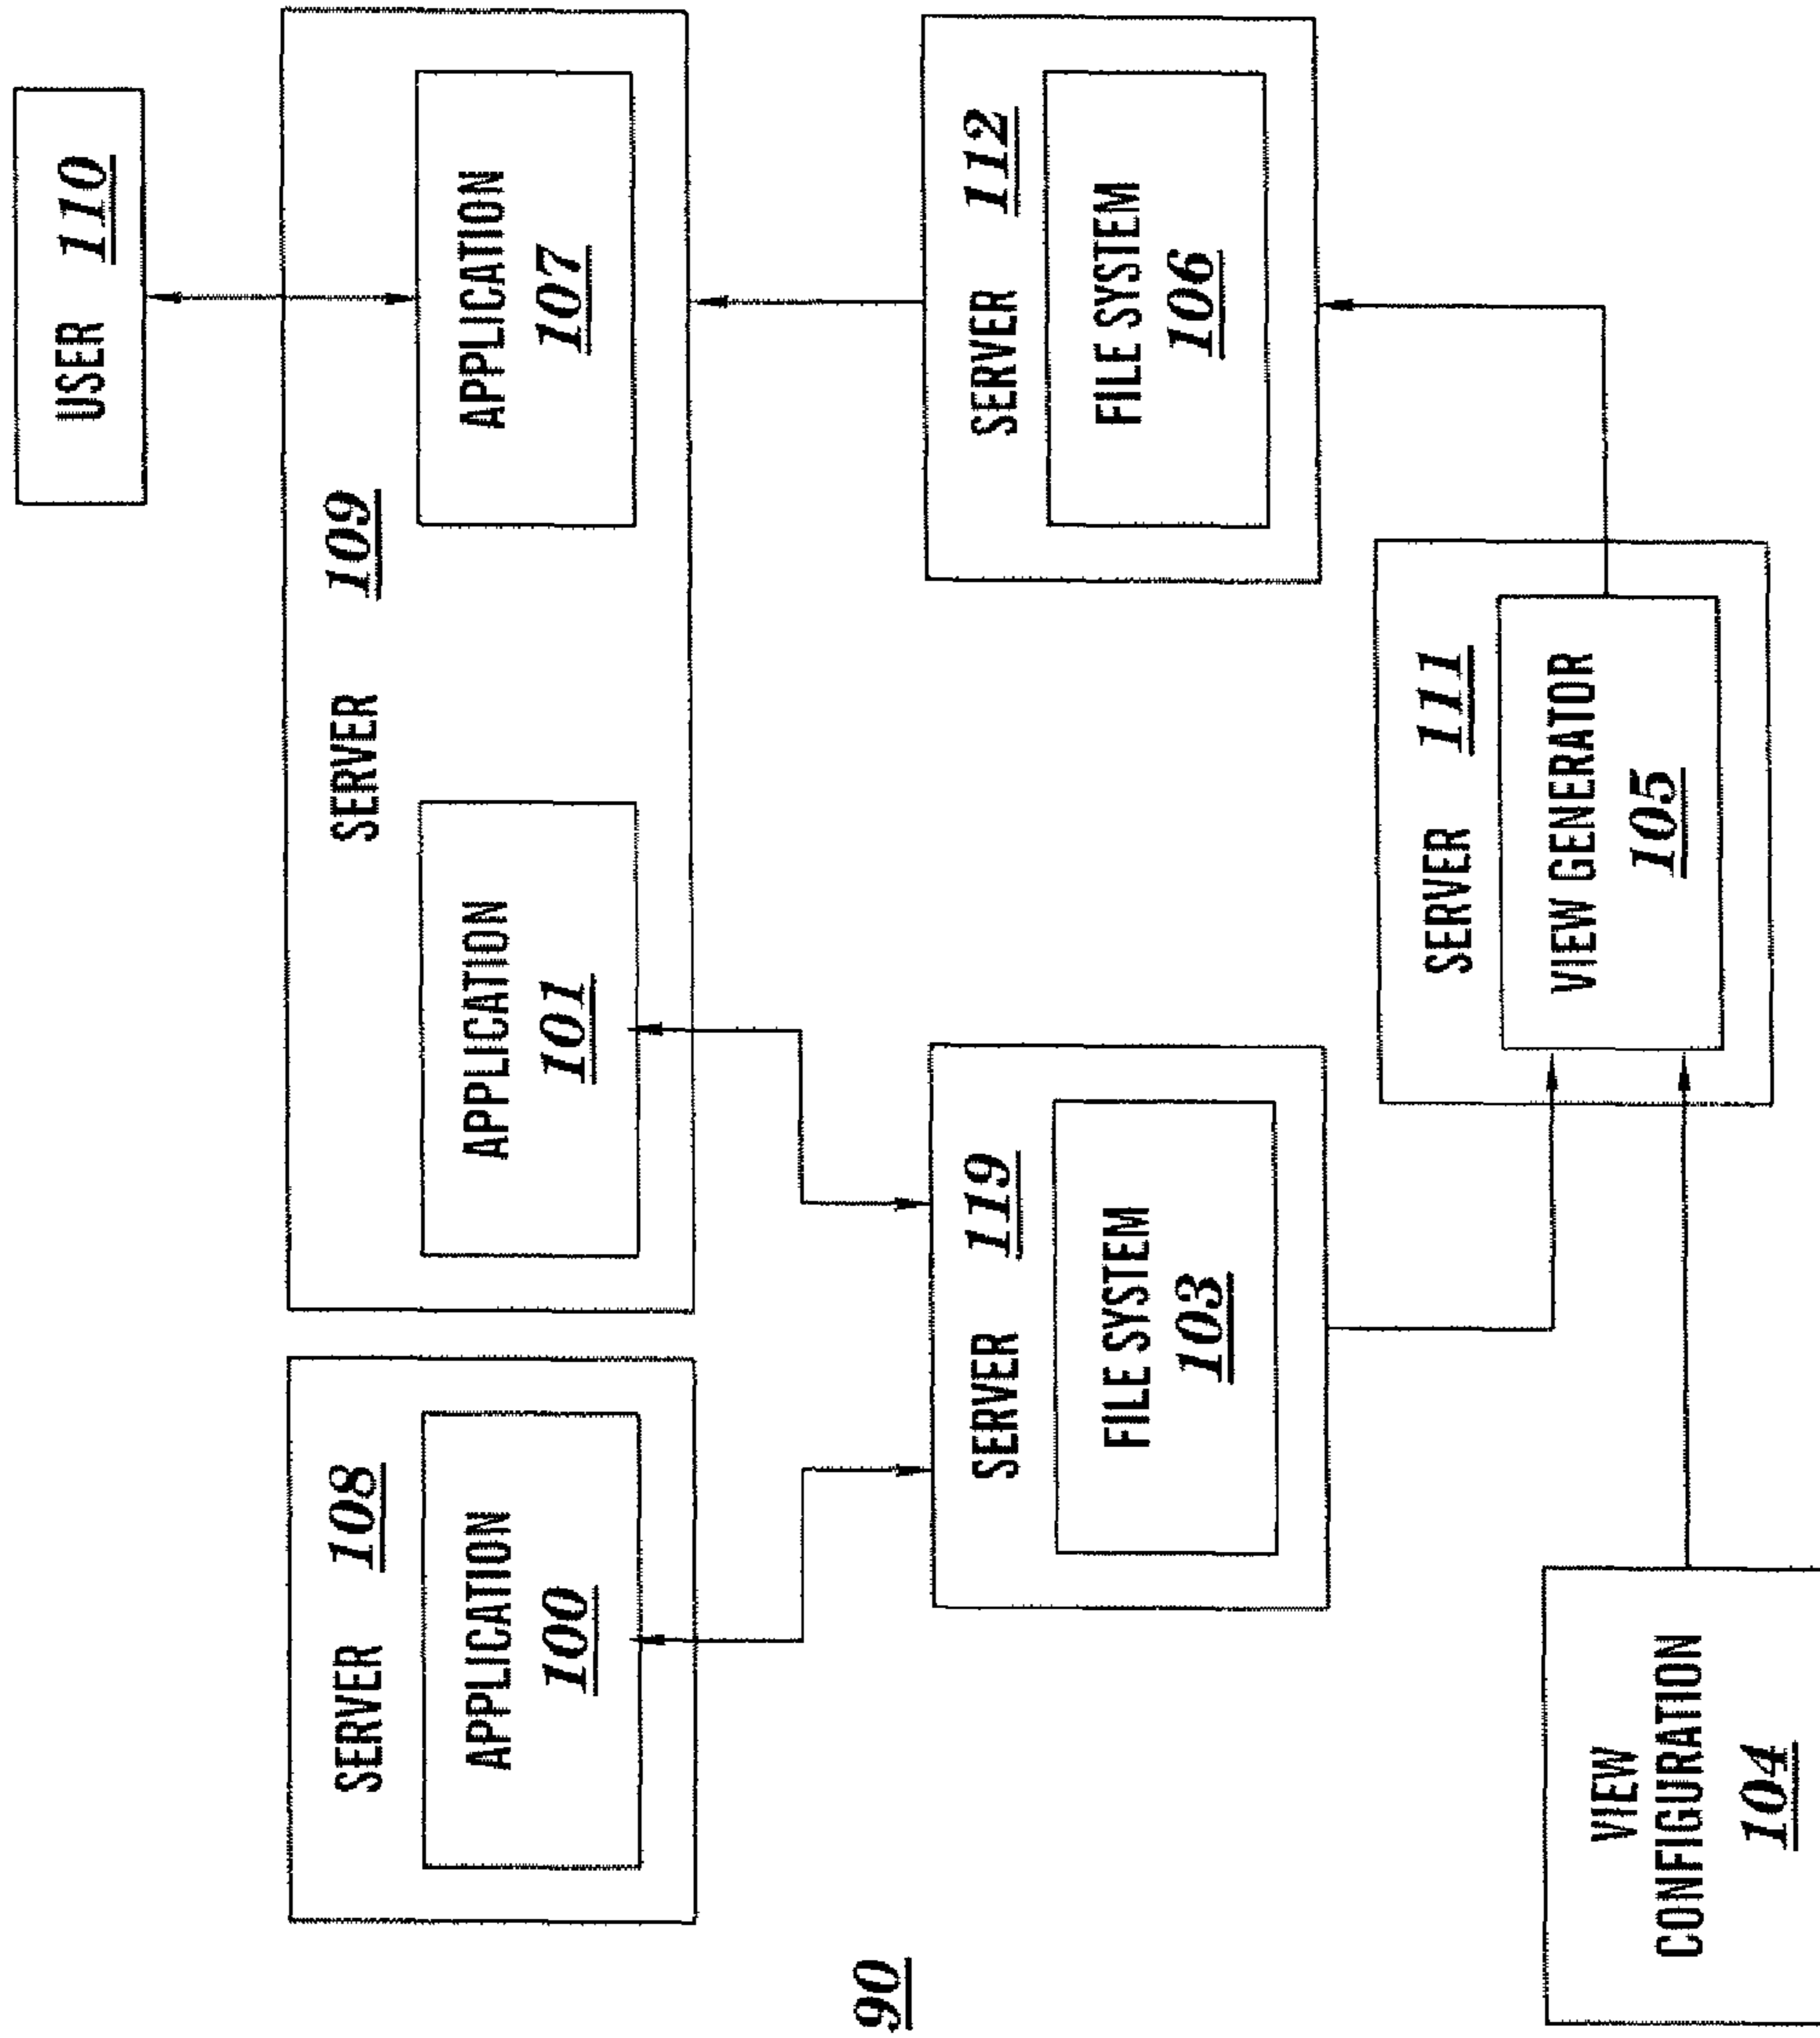 USER 110
SERVER 108
SERVER 109
APPLICATION
100
APPLICATION
101
APPLICATION
107
90
SERVER 119
FILE SYSTEM
103
SERVER 112
FILE SYSTEM
106
SERVER 111
VIEW GENERATOR
105
VIEW
CONFIGURATION
104